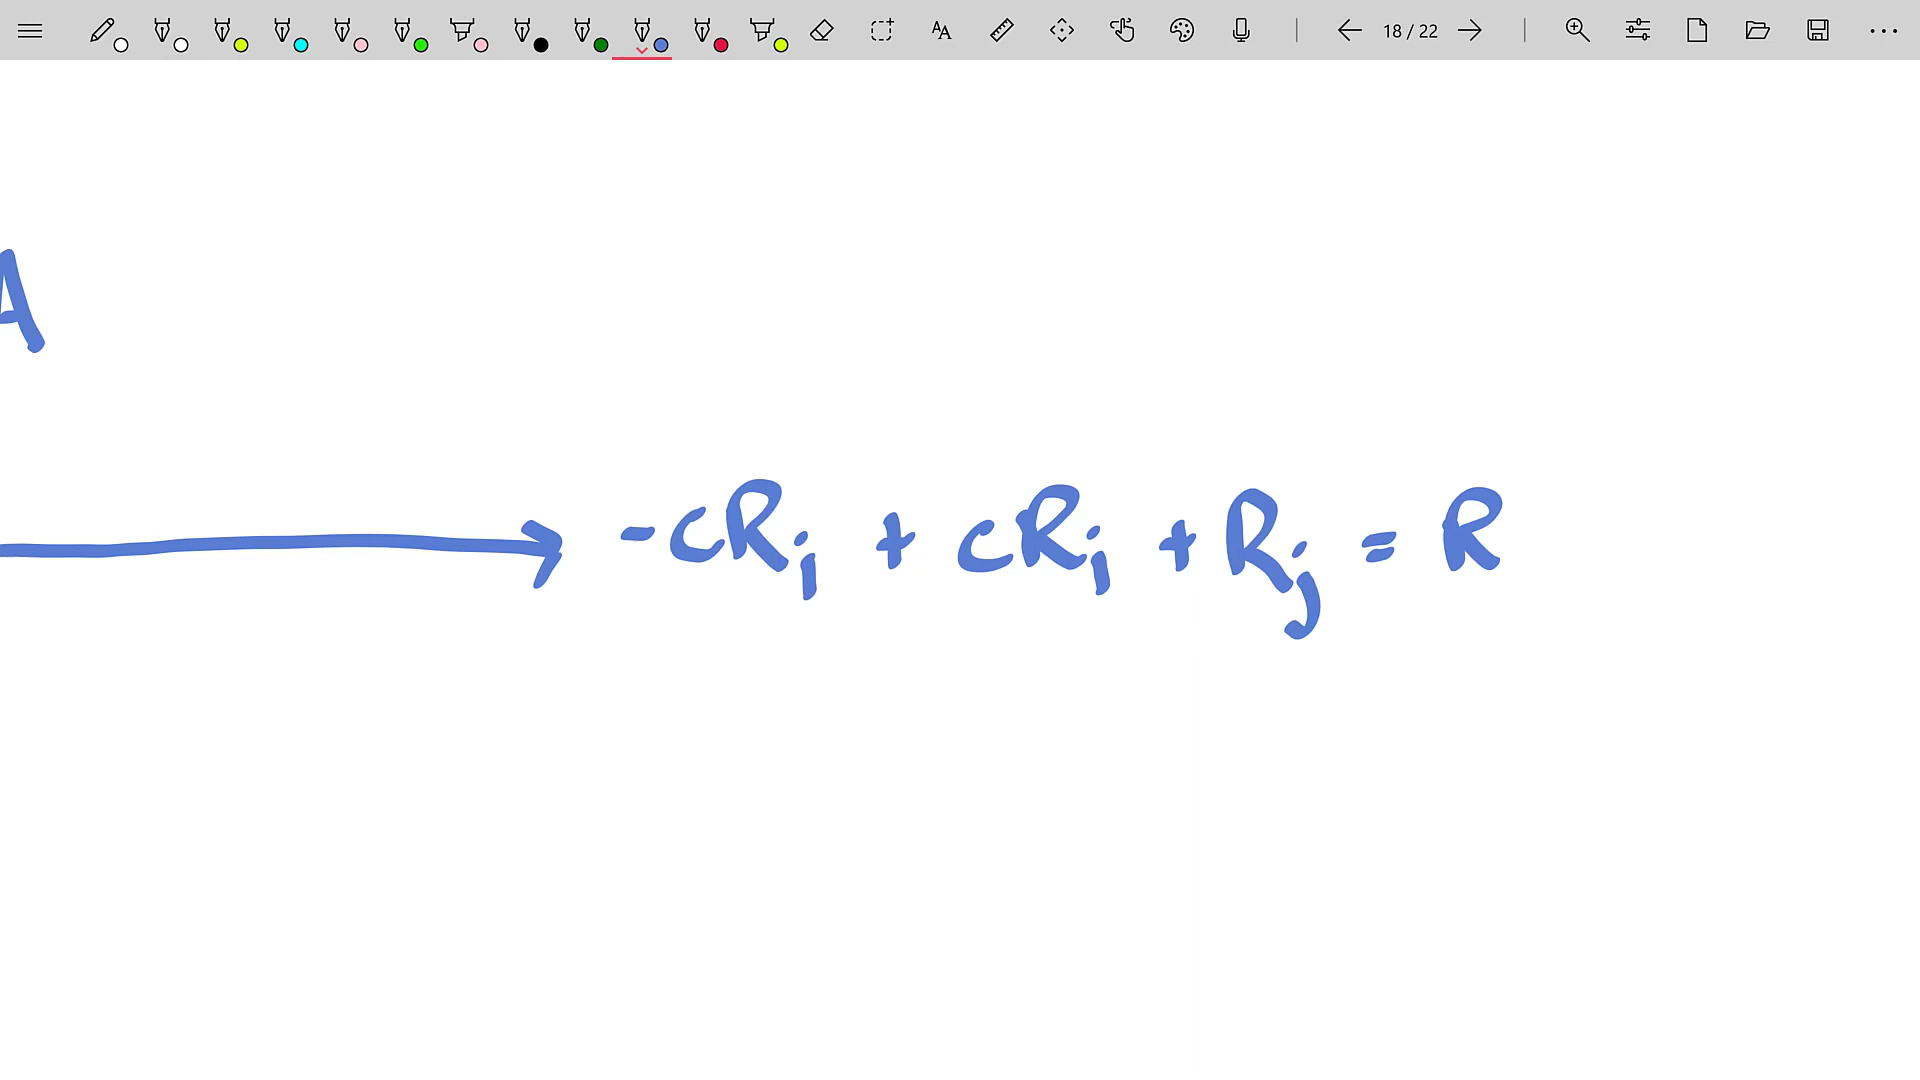 18 / 22
A
-cRᵢ + cRᵢ + Rⱼ = R